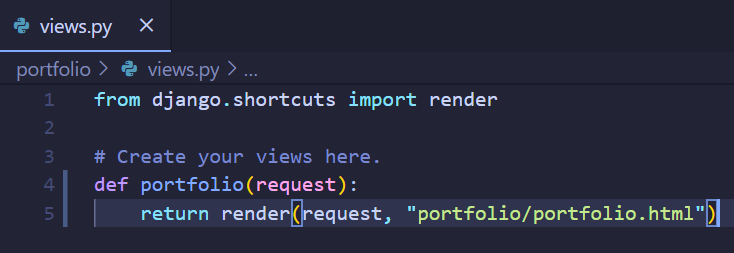 views.py ×
portfolio > views.py > ...
1 from django.shortcuts import render
2
3 # Create your views here.
4 def portfolio(request):
5     return render(request, "portfolio/portfolio.html")